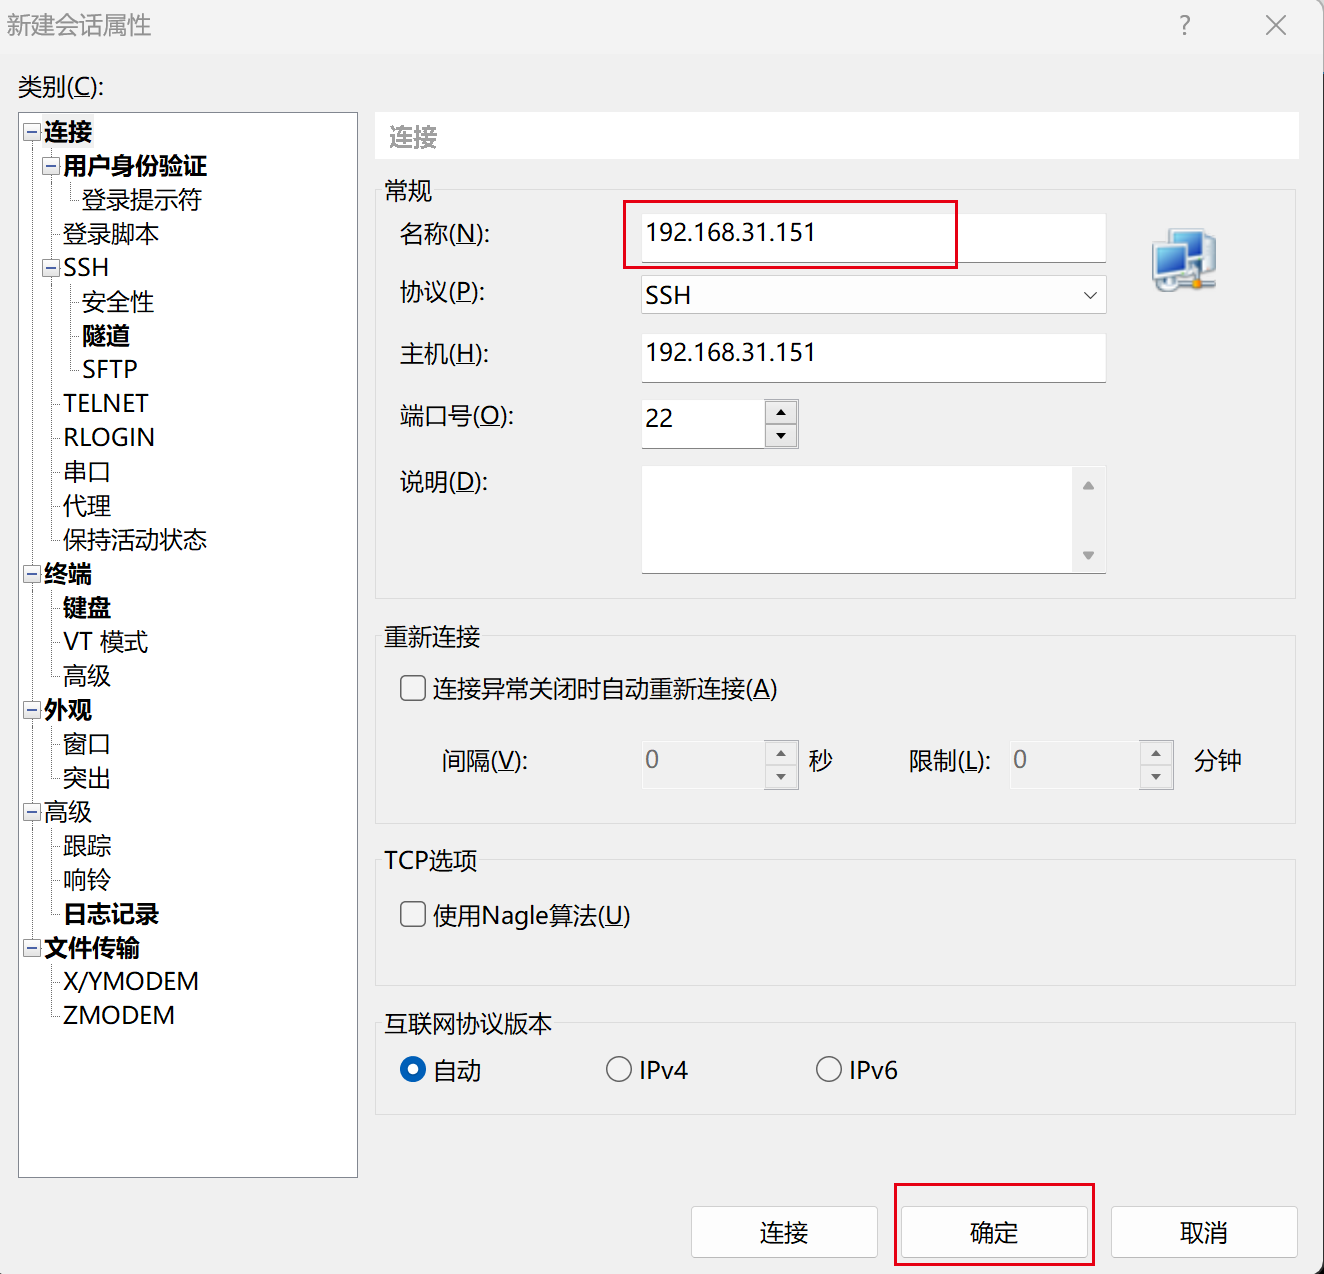 新建会话属性
?
类别(C):
连接
用户身份验证
登录提示符
登录脚本
SSH
安全性
隧道
SFTP
TELNET
RLOGIN
串口
代理
保持活动状态
终端
键盘
VT 模式
高级
外观
窗口
突出
高级
跟踪
响铃
日志记录
文件传输
X/YMODEM
ZMODEM
连接
常规
名称(N): 192.168.31.151
协议(P): SSH
主机(H): 192.168.31.151
端口号(O): 22
说明(D):
重新连接
连接异常关闭时自动重新连接(A)
间隔(V): 0 秒 限制(L): 0 分钟
TCP选项
使用Nagle算法(U)
互联网协议版本
自动 IPv4 IPv6
连接 确定 取消